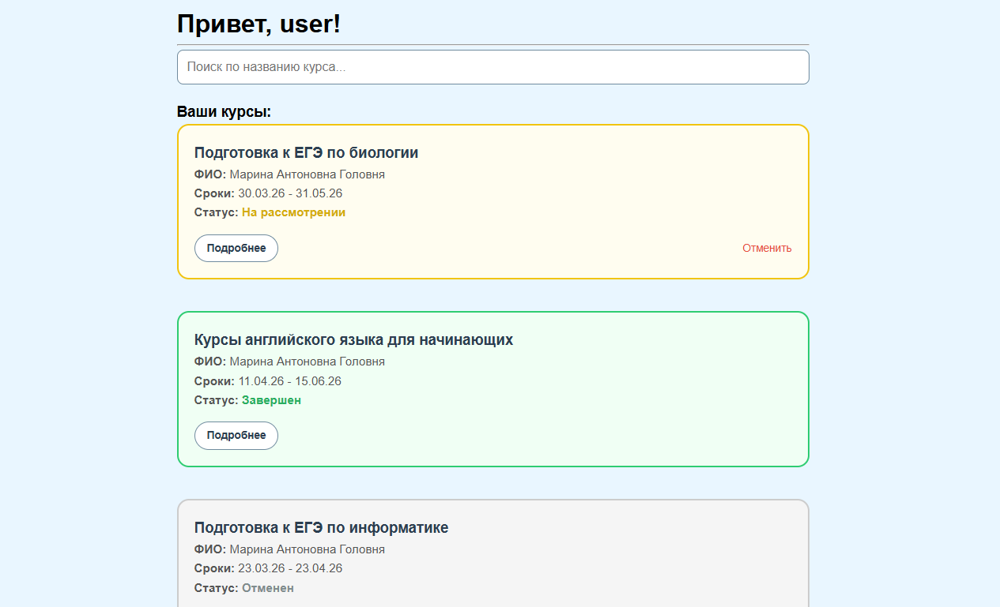 Привет, user!
Поиск по названию курса...
Ваши курсы:
Подготовка к ЕГЭ по биологии
ФИО: Марина Антоновна Головня
Сроки: 30.03.26 - 31.05.26
Статус: На рассмотрении
Подробнее
Отменить
Курсы английского языка для начинающих
ФИО: Марина Антоновна Головня
Сроки: 11.04.26 - 15.06.26
Статус: Завершен
Подробнее
Подготовка к ЕГЭ по информатике
ФИО: Марина Антоновна Головня
Сроки: 23.03.26 - 23.04.26
Статус: Отменен